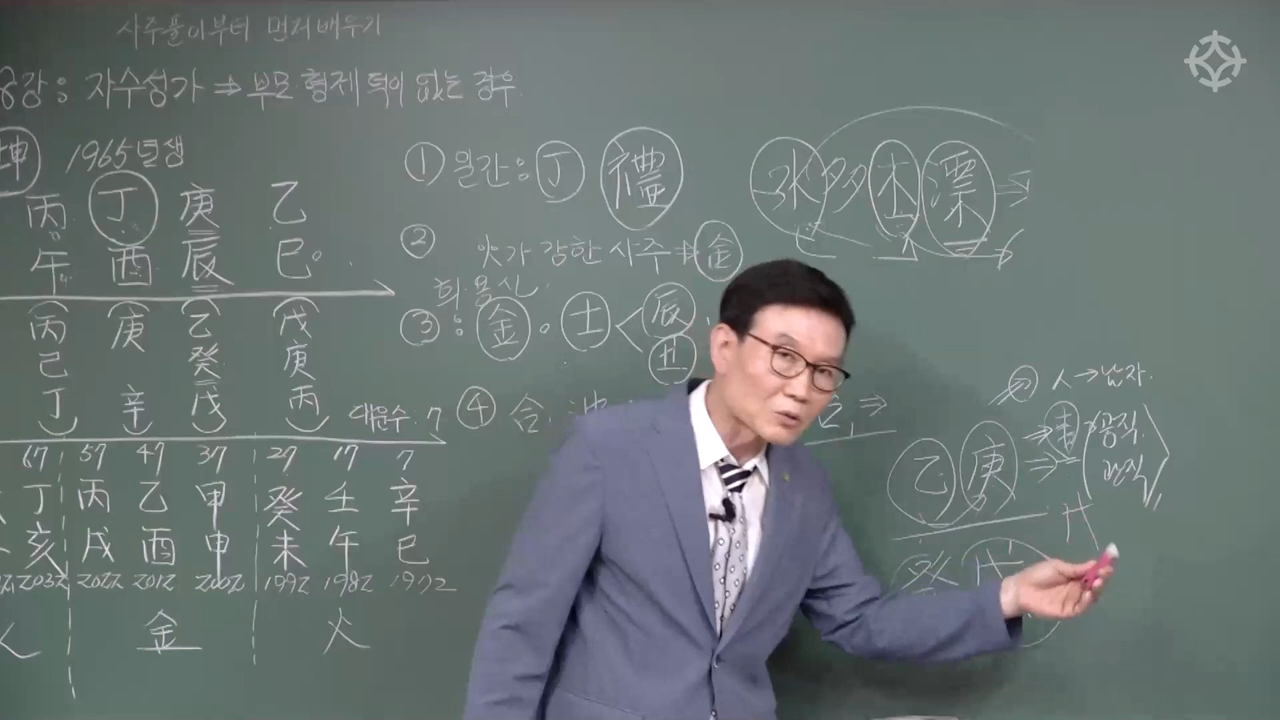 사주풀이부터 먼저 배우기
강: 자수성가 ⇒ 부모 형제 덕이 없는 경우
坤 1965년생
丙 丁 庚 乙
午 酉 辰 巳
丙 庚 乙 戊
己 癸 庚
丁 辛 戊 丙
대운수. 7
67 57 47 37 27 17 7
丁 丙 乙 甲 癸 壬 辛
亥 戌 酉 申 未 午 巳
2032 2022 2012 2002 1992 1982 1972
金 火
① 일간: 丁 禮
② 火가 강한 사주 ⇒ 金
③ 희용신: 金. 土 < 辰
丑
④ 合
水多木漂 ⇒
人 → 남자.
乙庚 ⇒ 공직
관직
癸 戊